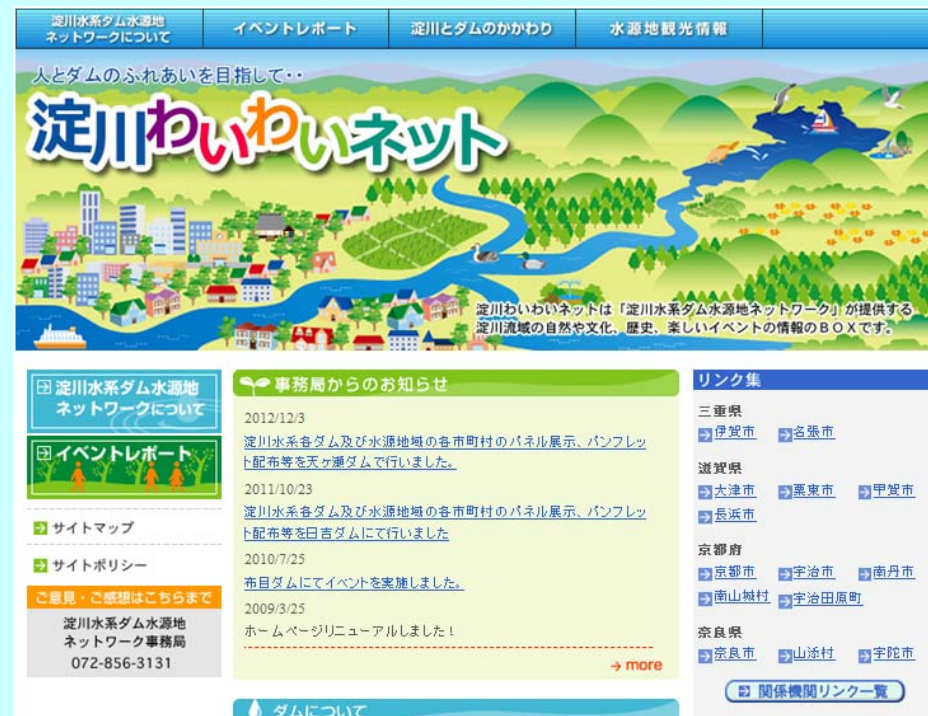 淀川水系ダム水源地
ネットワークについて
イベントレポート
淀川とダムのかかわり
水源地観光情報
人とダムのふれあいを目指して・・
淀川わいわいネット
淀川わいわいネットは「淀川水系ダム水源地ネットワーク」が提供する
淀川流域の自然や文化、歴史、楽しいイベントの情報のBOXです。
淀川水系ダム水源地
ネットワークについて
イベントレポート
サイトマップ
サイトポリシー
ご意見・ご感想はこちらまで
淀川水系ダム水源地
ネットワーク事務局
072-856-3131
事務局からのお知らせ
2012/12/3
淀川水系各ダム及び水源地域の各市町村のパネル展示、パンフレッ
ト配布等を天ヶ瀬ダムで行いました。
2011/10/23
淀川水系各ダム及び水源地域の各市町村のパネル展示、パンフレッ
ト配布等を日吉ダムにて行いました
2010/7/25
布目ダムにてイベントを実施しました。
2009/3/25
ホームページリニューアルしました！
→ more
ダムについて
リンク集
三重県
伊賀市 名張市
滋賀県
大津市 栗東市 甲賀市
長浜市
京都府
京都市 宇治市 南丹市
南山城村 宇治田原町
奈良県
奈良市 山添村 宇陀市
関係機関リンク一覧